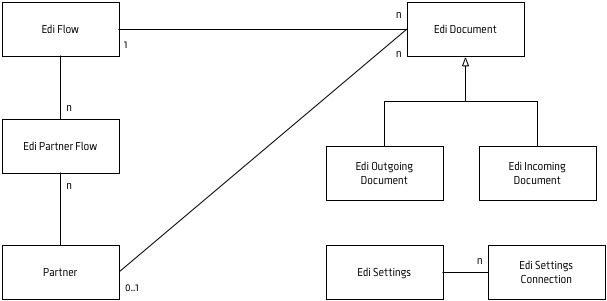 Edi Flow
n
Edi Document
1
n
n
Edi Partner Flow
Edi Outgoing
Document
Edi Incoming
Document
n
Partner
0..1
Edi Settings
n
Edi Settings
Connection